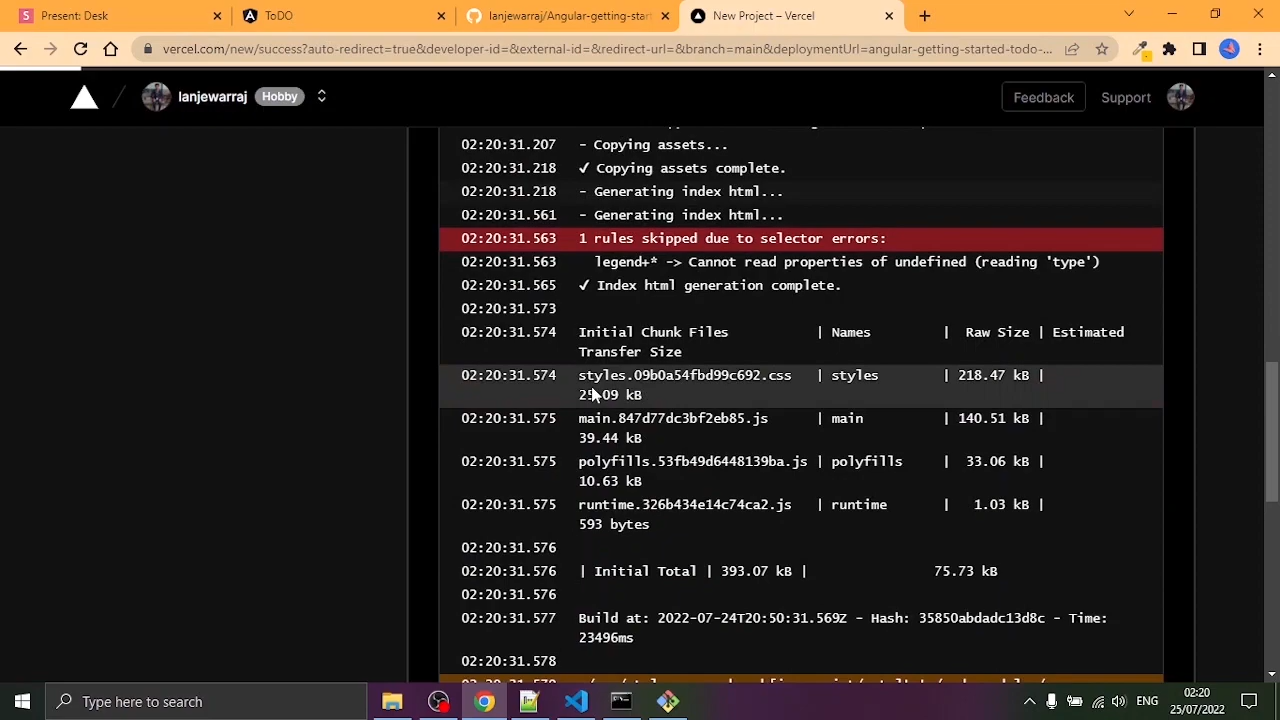 Present: Desk
ToDO
lanjewarraj/Angular-getting-start
New Project – Vercel
vercel.com/new/success?auto-redirect=true&developer-id=&external-id=&redirect-url=&branch=main&deploymentUrl=angular-getting-started-todo-...
lanjewarraj Hobby
Feedback Support
02:20:31.207 - Copying assets...
02:20:31.218 ✔ Copying assets complete.
02:20:31.218 - Generating index html...
02:20:31.561 - Generating index html...
02:20:31.563 1 rules skipped due to selector errors:
02:20:31.563 legend+* -> Cannot read properties of undefined (reading 'type')
02:20:31.565 ✔ Index html generation complete.
02:20:31.573
02:20:31.574 Initial Chunk Files | Names | Raw Size | Estimated
Transfer Size
02:20:31.574 styles.09b0a54fbd99c692.css | styles | 218.47 kB |
25.09 kB
02:20:31.575 main.847d77dc3bf2eb85.js | main | 140.51 kB |
39.44 kB
02:20:31.575 polyfills.53fb49d6448139ba.js | polyfills | 33.06 kB |
10.63 kB
02:20:31.575 runtime.326b434e14c74ca2.js | runtime | 1.03 kB |
593 bytes
02:20:31.576
02:20:31.576 | Initial Total | 393.07 kB | 75.73 kB
02:20:31.576
02:20:31.577 Build at: 2022-07-24T20:50:31.569Z - Hash: 35850abdadc13d8c - Time:
23496ms
02:20:31.578
Type here to search
ENG
02:20
25/07/2022